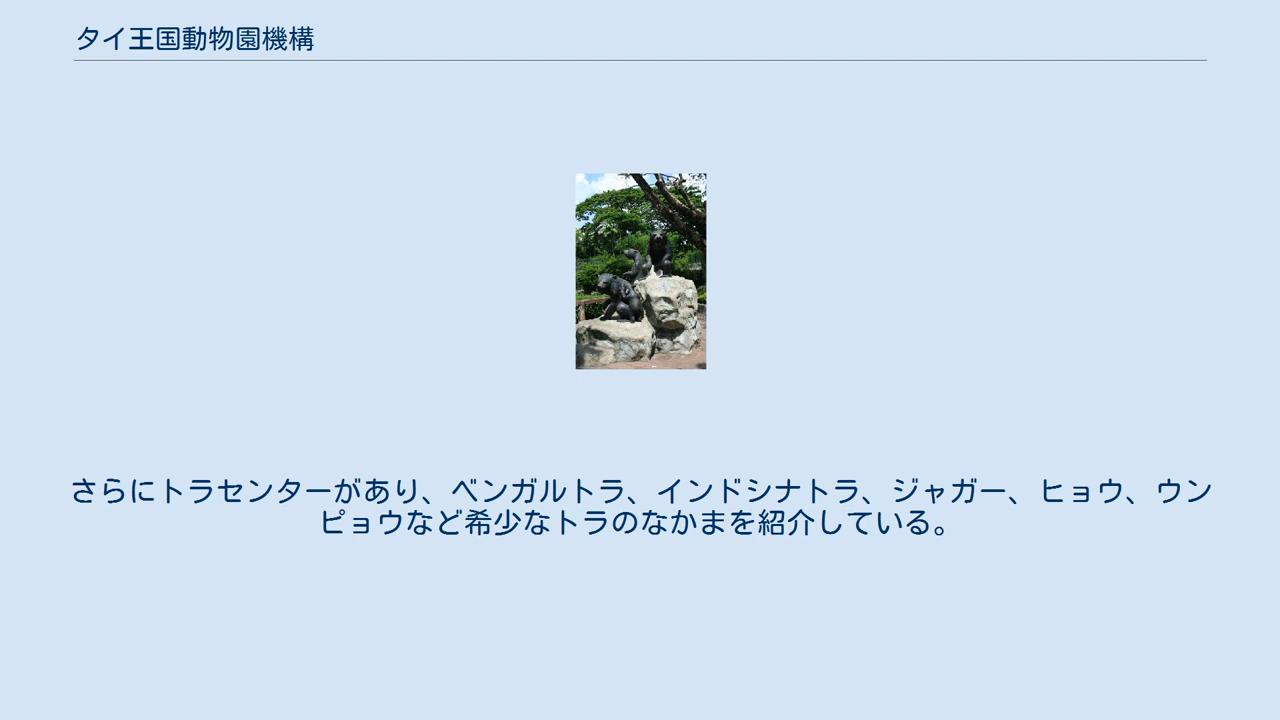 タイ王国動物園機構
さらにトラセンターがあり、ベンガルトラ、インドシナトラ、ジャガー、ヒョウ、ウン
ピョウなど希少なトラのなかまを紹介している。